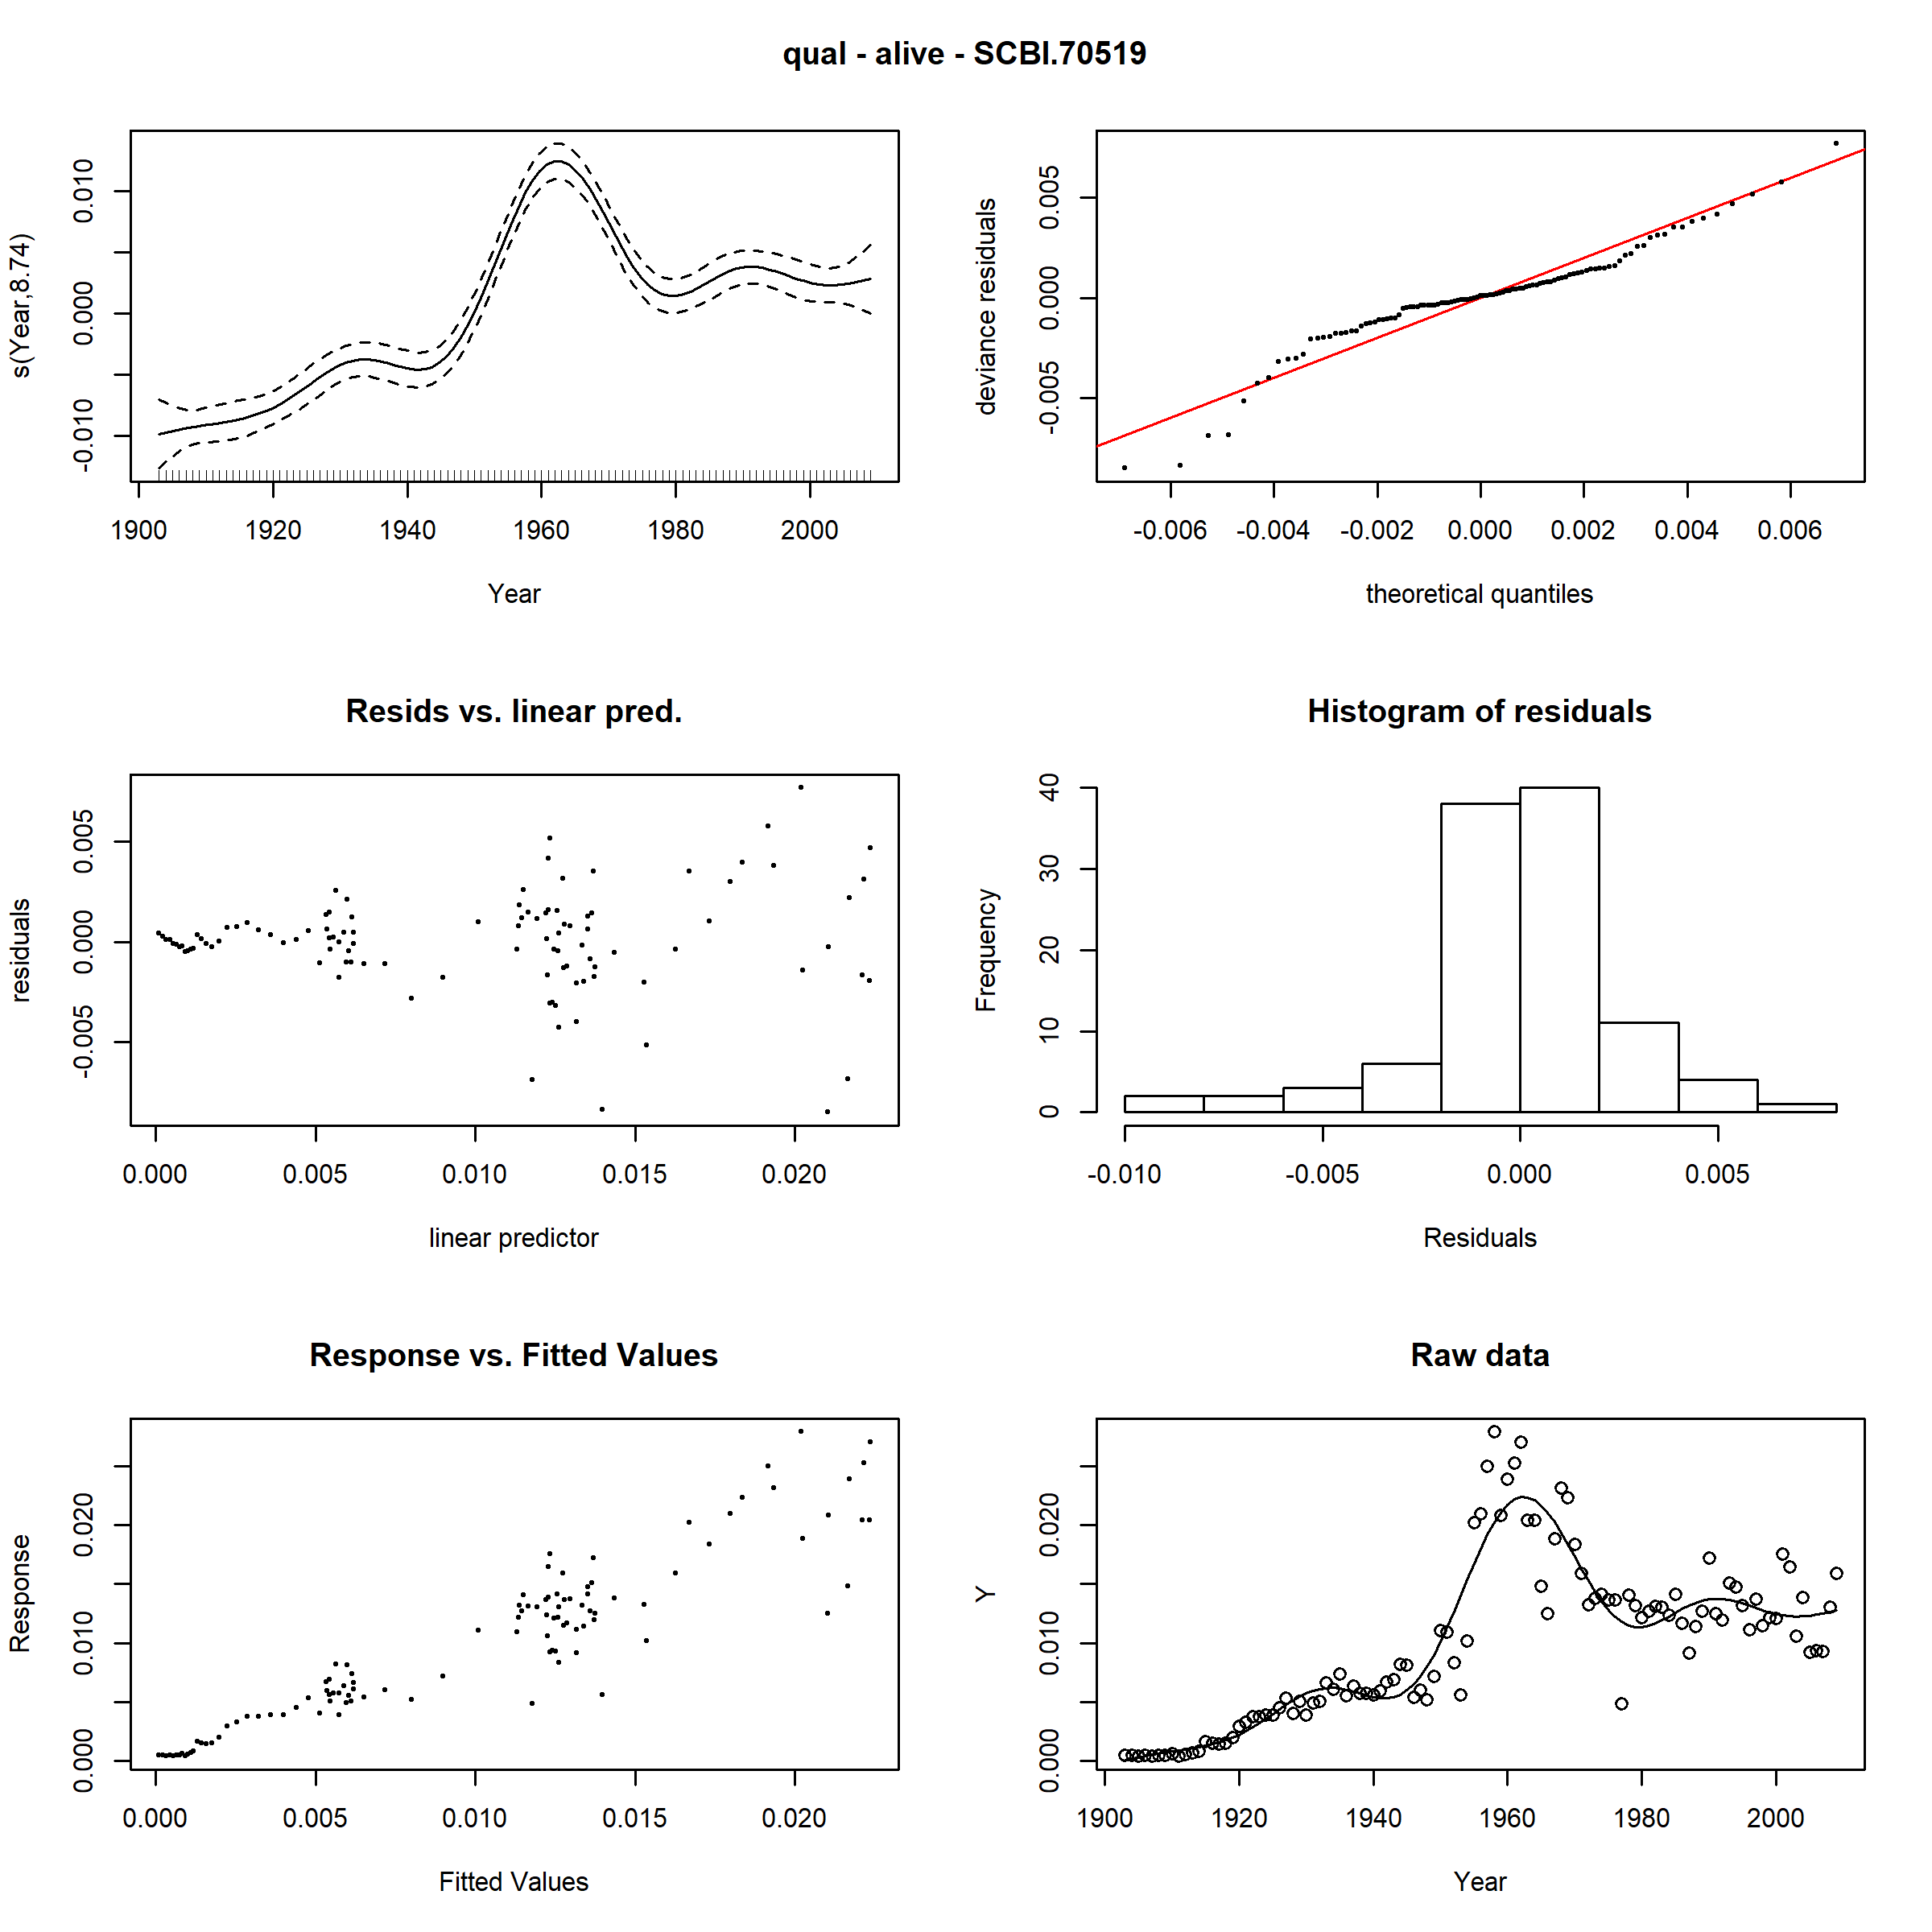 qual - alive - SCBI.70519
s(Year,8.74)
-0.010 0.000 0.010
1900 1920 1940 1960 1980 2000
Year
deviance residuals
-0.005 0.000 0.005
-0.006 -0.004 -0.002 0.000 0.002 0.004 0.006
theoretical quantiles
Resids vs. linear pred.
residuals
-0.005 0.000 0.005
0.000 0.005 0.010 0.015 0.020
linear predictor
Histogram of residuals
Frequency
0 10 20 30 40
-0.010 -0.005 0.000 0.005
Residuals
Response vs. Fitted Values
Response
0.000 0.010 0.020
0.000 0.005 0.010 0.015 0.020
Fitted Values
Raw data
Y
0.000 0.010 0.020
1900 1920 1940 1960 1980 2000
Year